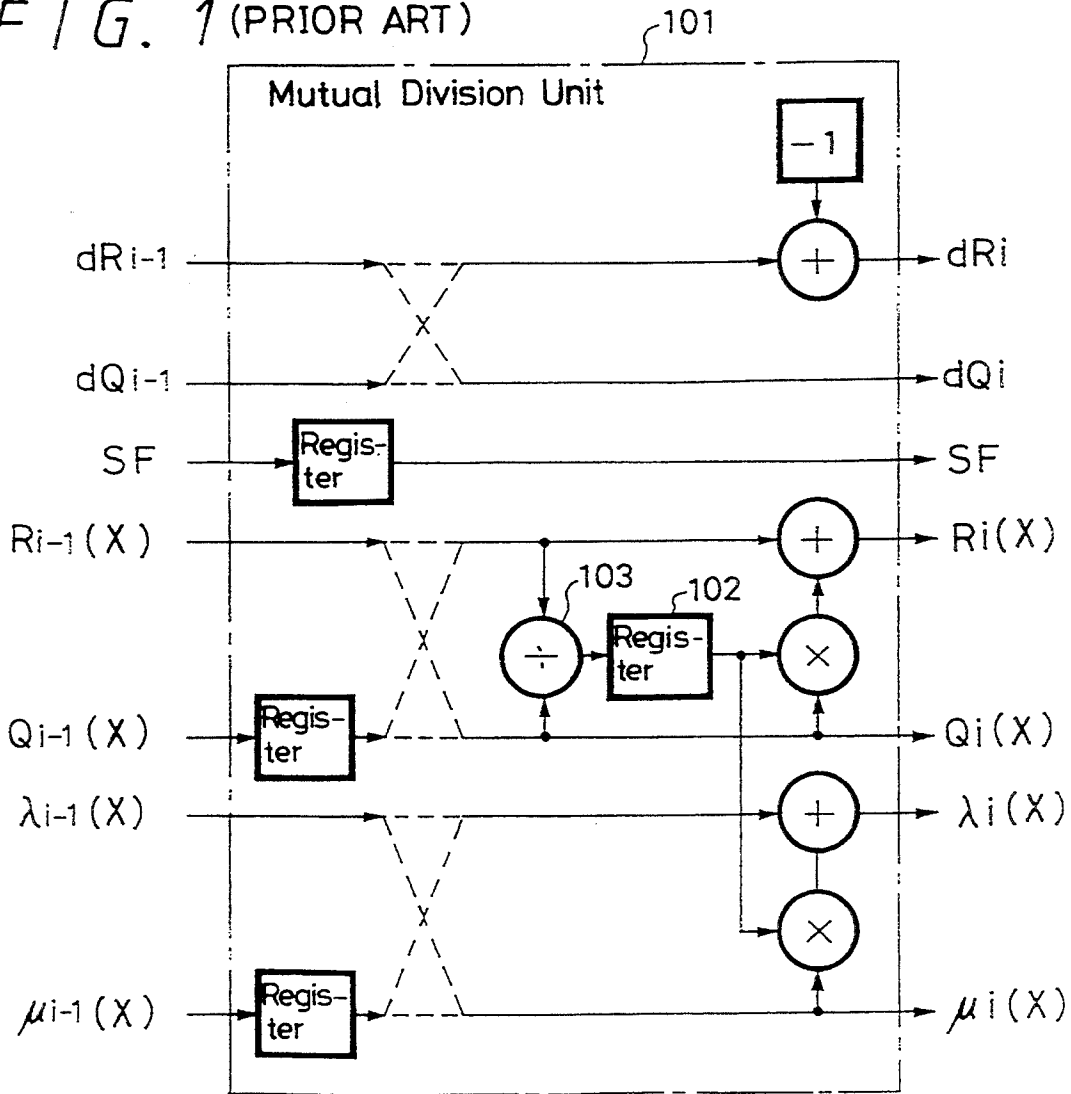 FIG. 1 (PRIOR ART)
101
Mutual Division Unit
-1
dRi-1
+
dRi
dQi-1
dQi
SF
Regis-
ter
SF
Ri-1(X)
+
Ri(X)
103
102
÷
Regis-
ter
×
Qi-1(X)
Regis-
ter
Qi(X)
λi-1(X)
+
λi(X)
×
μi-1(X)
Regis-
ter
μi(X)